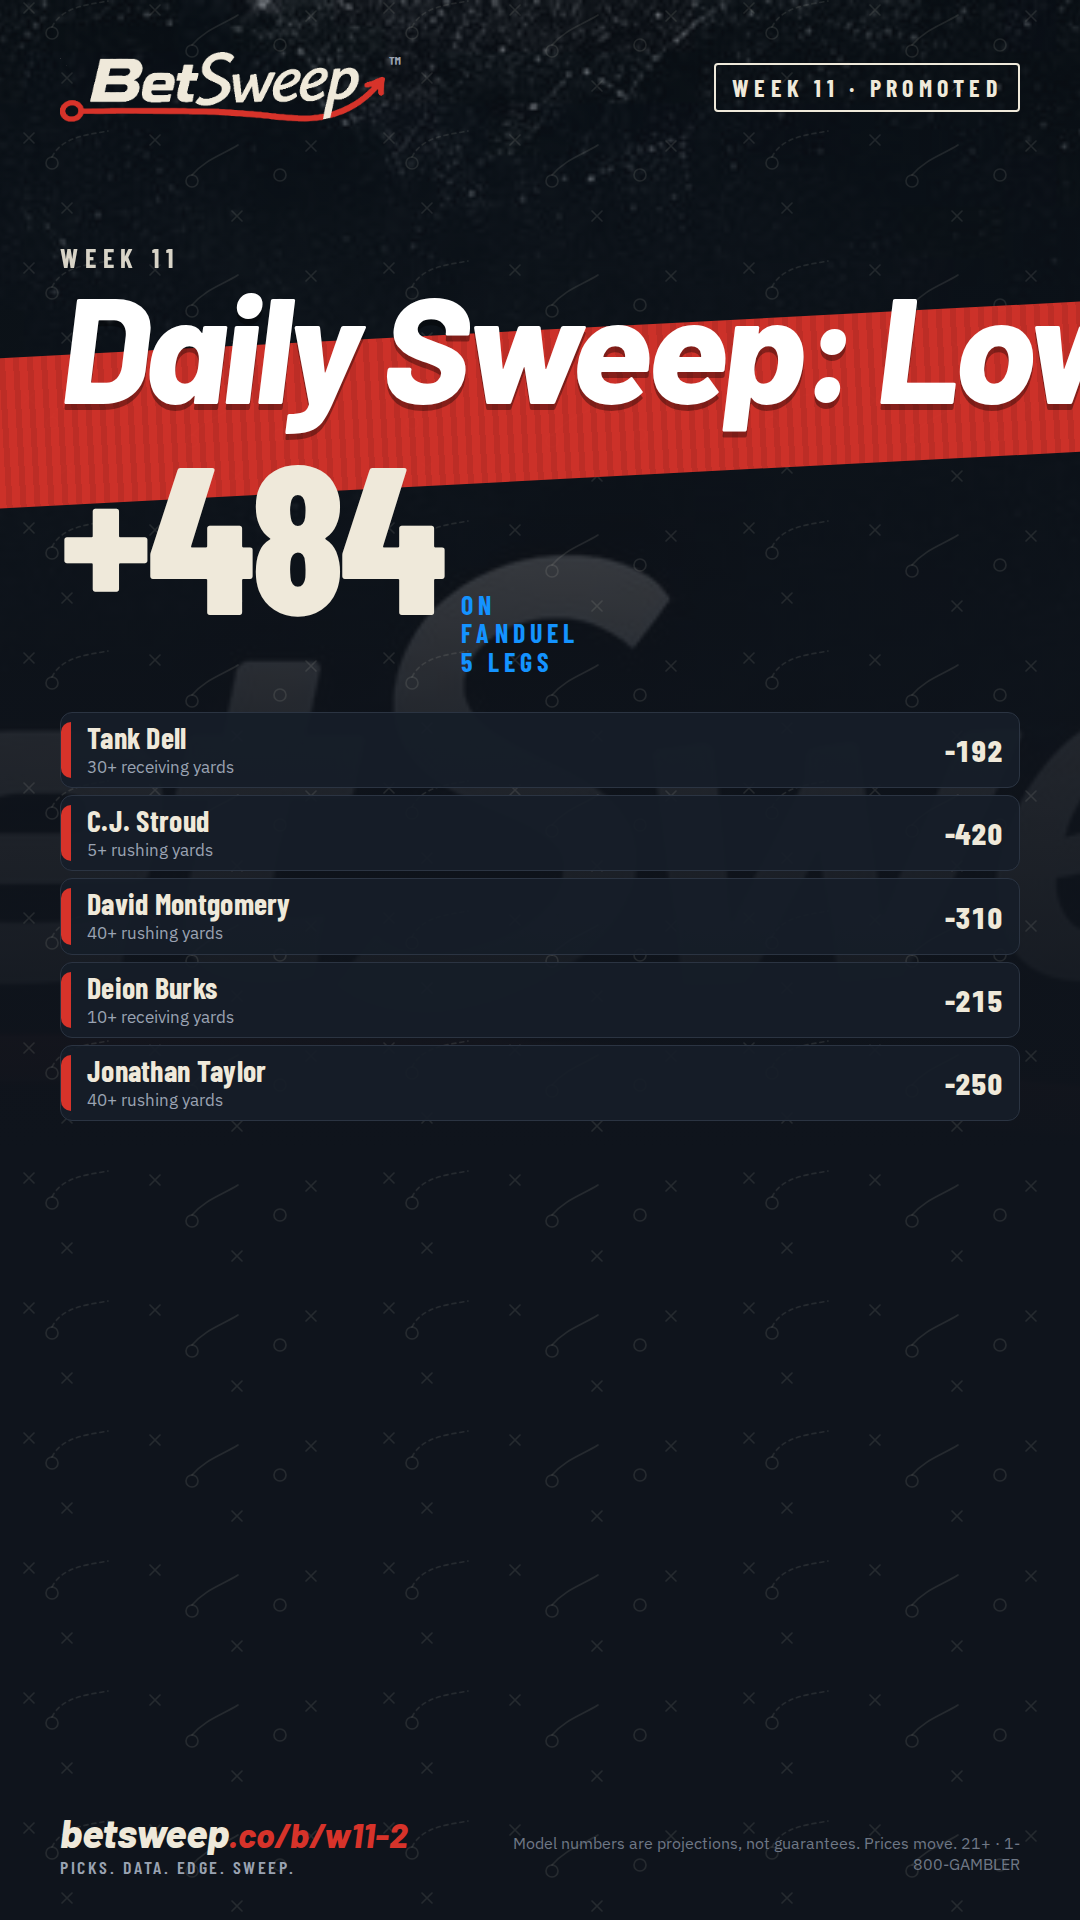 BetSweep™
WEEK 11 · PROMOTED
WEEK 11
Daily Sweep: Low
+484
ON
FANDUEL
5 LEGS
Tank Dell
30+ receiving yards
-192
C.J. Stroud
5+ rushing yards
-420
David Montgomery
40+ rushing yards
-310
Deion Burks
10+ receiving yards
-215
Jonathan Taylor
40+ rushing yards
-250
betsweep.co/b/w11-2
PICKS. DATA. EDGE. SWEEP.
Model numbers are projections, not guarantees. Prices move. 21+ · 1-
800-GAMBLER